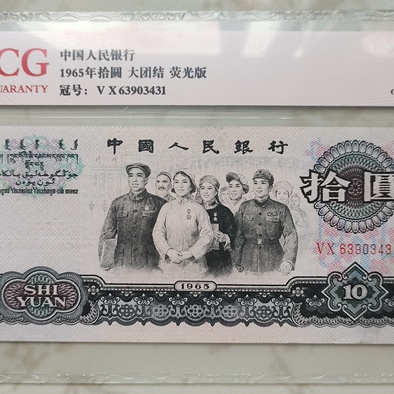 CG
中国人民银行
1965年拾圆 大团结 荧光版
UARANTY
冠号: V X 63903431
中國人民銀行
拾圓
VX 6390343
1965
SHI
YUAN
10